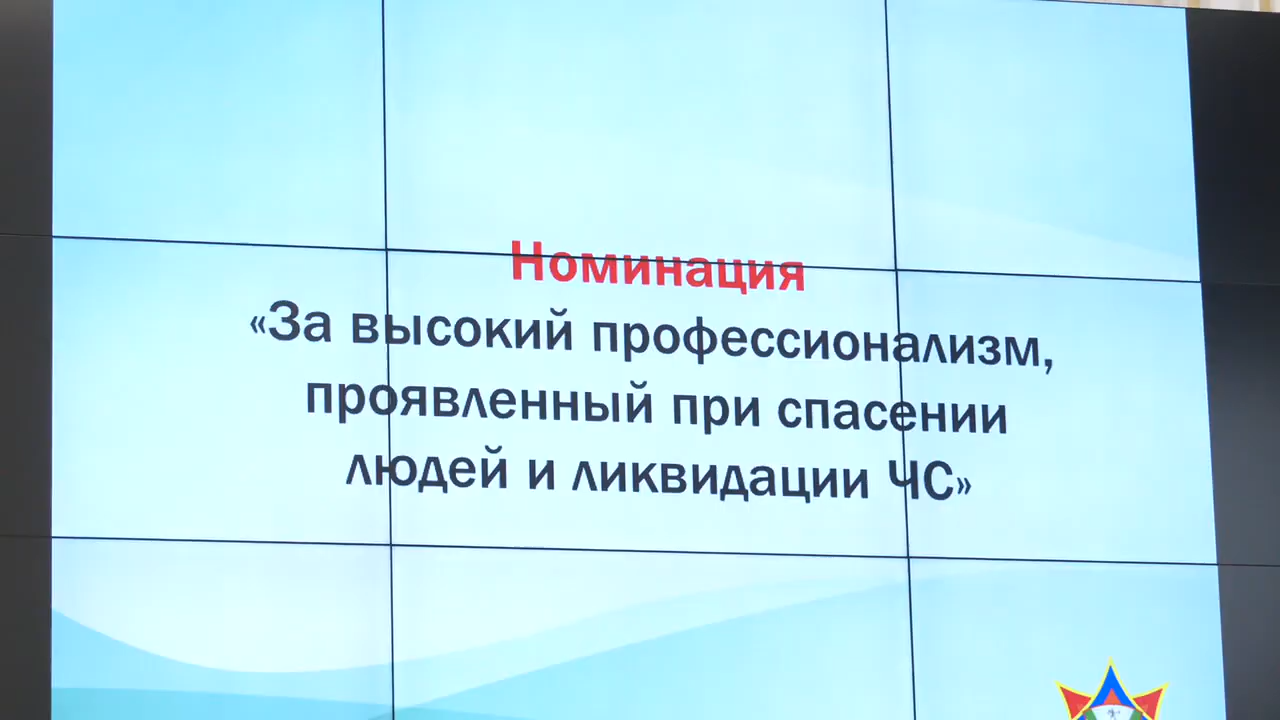 Номинация
«За высокий профессионализм,
проявленный при спасении
людей и ликвидации ЧС»